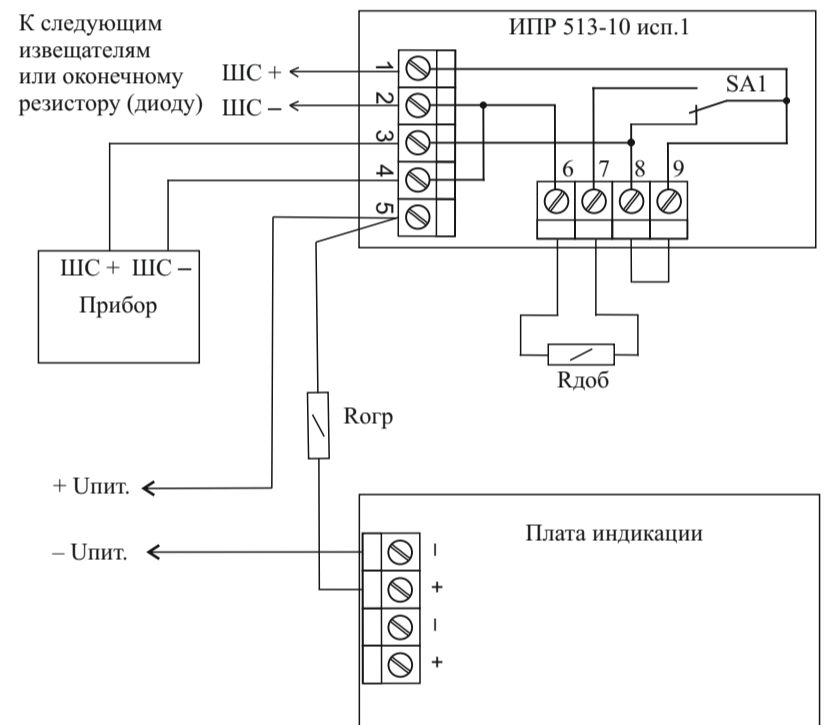 К следующим
извещателям
или оконечному
резистору (диоду)
ШС +
ШС –
ИПР 513-10 исп.1
SA1
1
2
3
4
5
6 7 8 9
ШС + ШС –
Прибор
Rдоб
Rогр
+ Uпит.
– Uпит.
Плата индикации
–
+
–
+